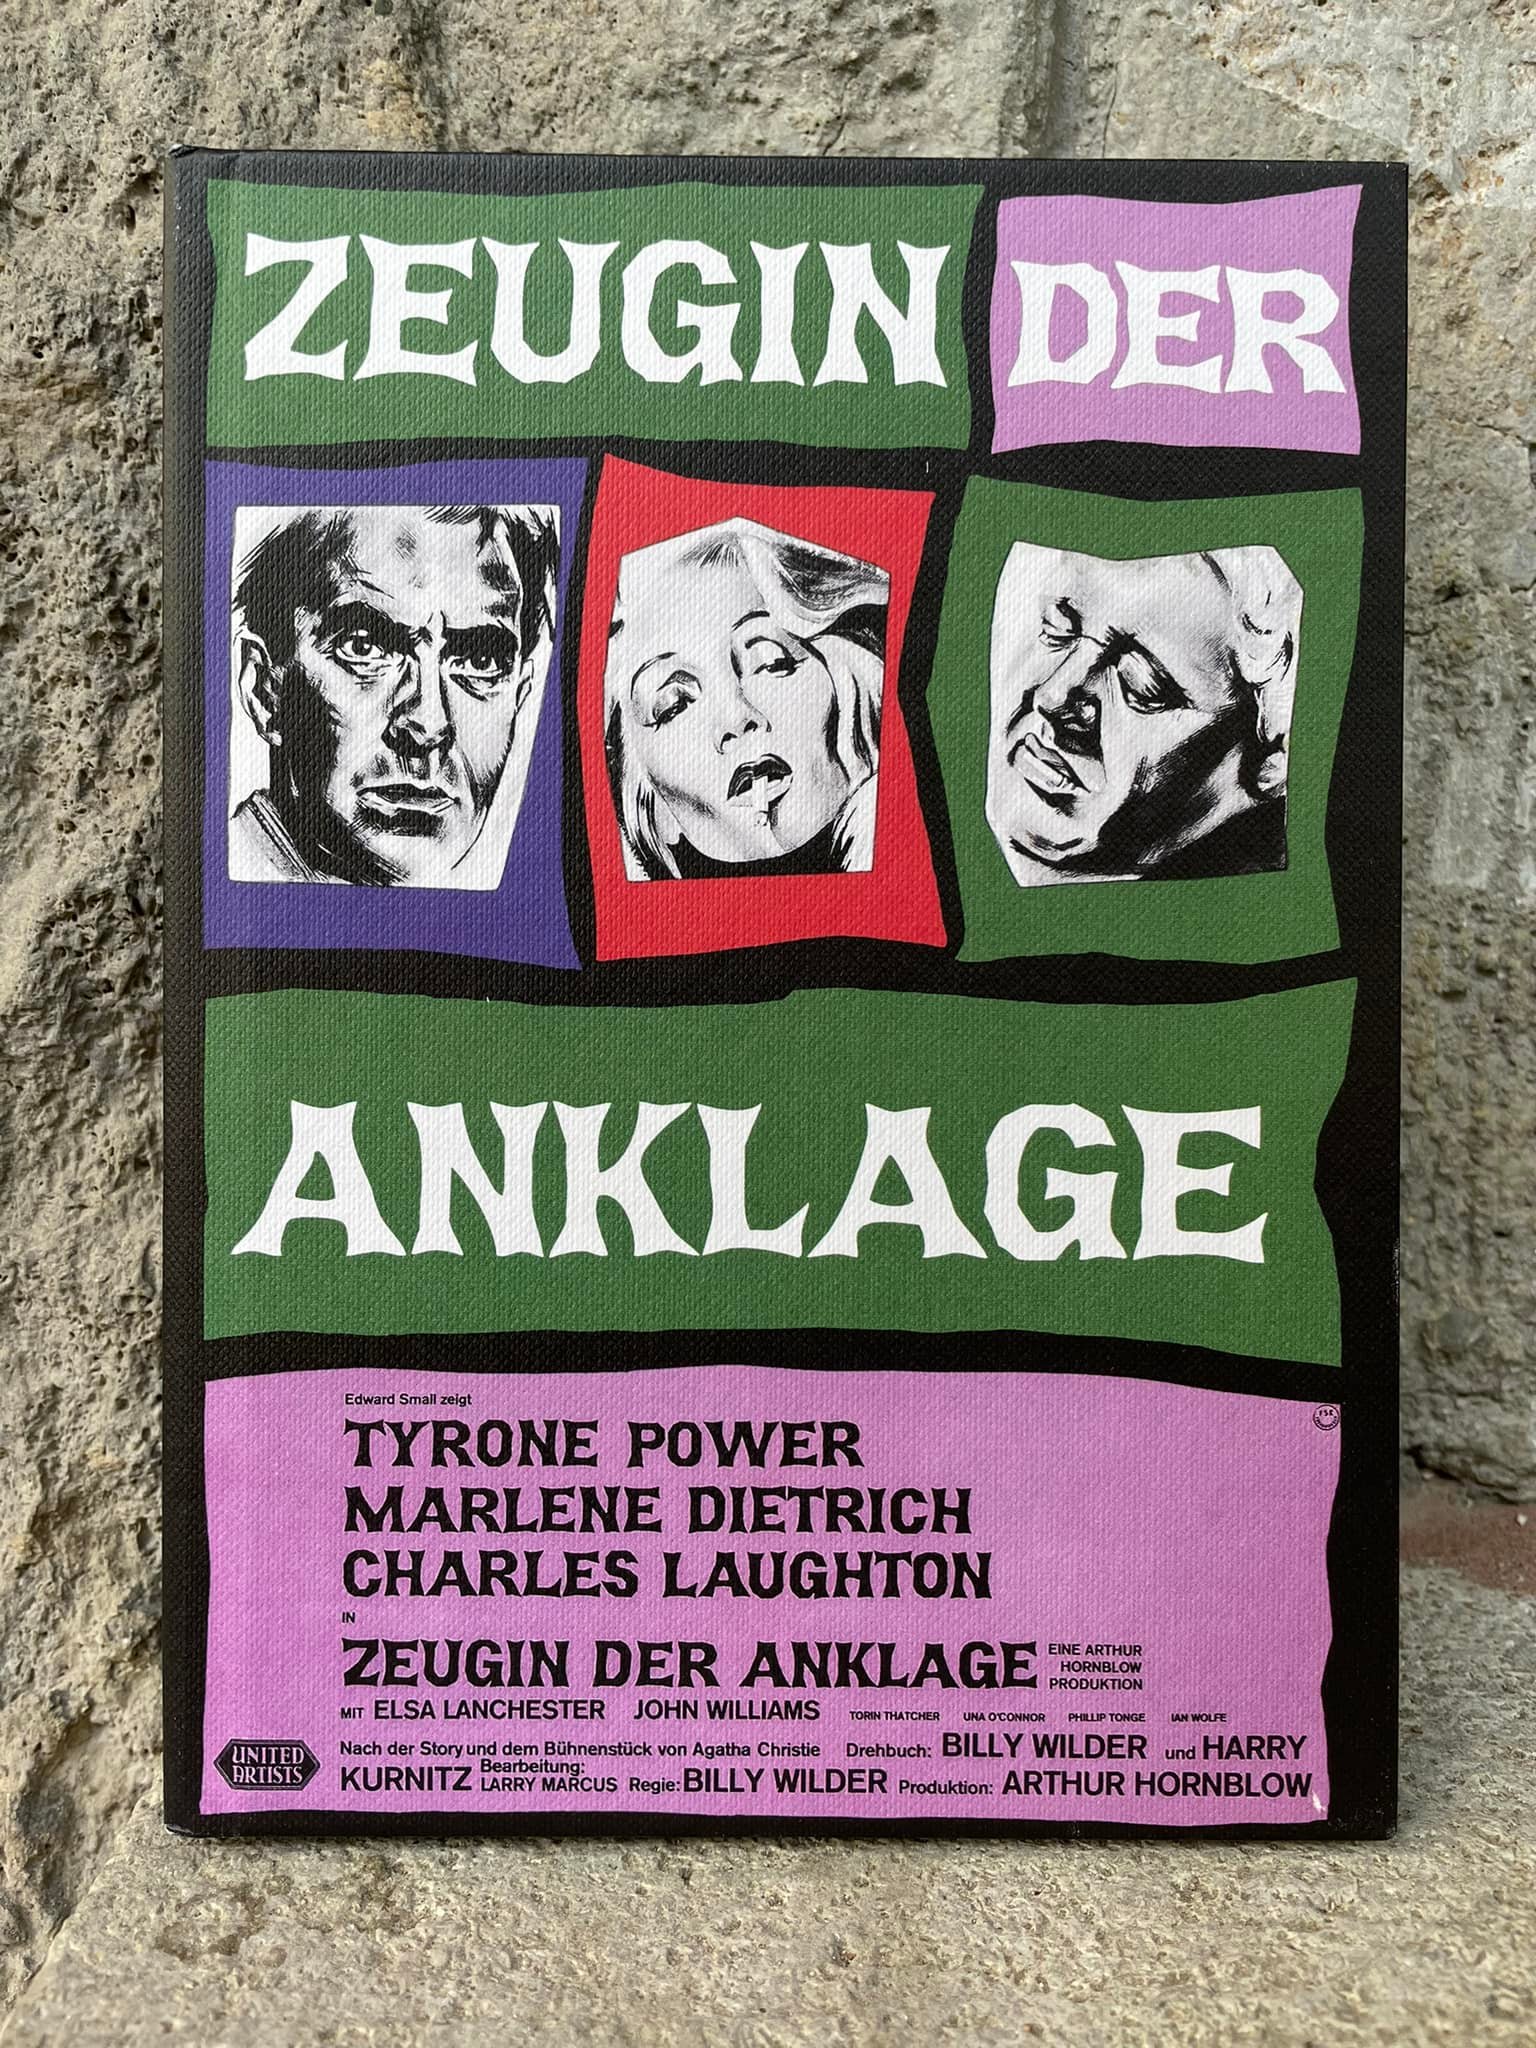 ZEUGIN DER
ANKLAGE
Edward Small zeigt
TYRONE POWER
MARLENE DIETRICH
CHARLES LAUGHTON
IN
ZEUGIN DER ANKLAGE
EINE ARTHUR
HORNBLOW
PRODUKTION
MIT ELSA LANCHESTER JOHN WILLIAMS TORIN THATCHER UNA O'CONNOR PHILLIP TONGE IAN WOLFE
Nach der Story und dem Bühnenstück von Agatha Christie Drehbuch: BILLY WILDER und HARRY
KURNITZ Bearbeitung: LARRY MARCUS Regie: BILLY WILDER Produktion: ARTHUR HORNBLOW
UNITED
ARTISTS
FSK